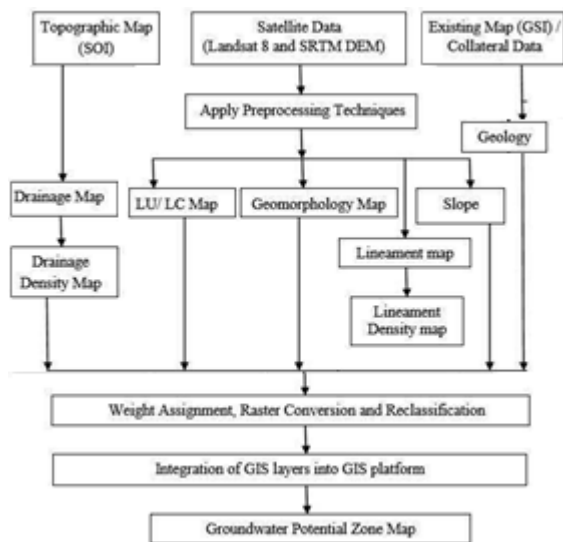 Topographic Map
(SOI)
Satellite Data
(Landsat 8 and SRTM DEM)
Existing Map (GSI) /
Collateral Data
Apply Preprocessing Techniques
Geology
Drainage Map
LU/ LC Map
Geomorphology Map
Slope
Drainage
Density Map
Lineament map
Lineament
Density map
Weight Assignment, Raster Conversion and Reclassification
Integration of GIS layers into GIS platform
Groundwater Potential Zone Map